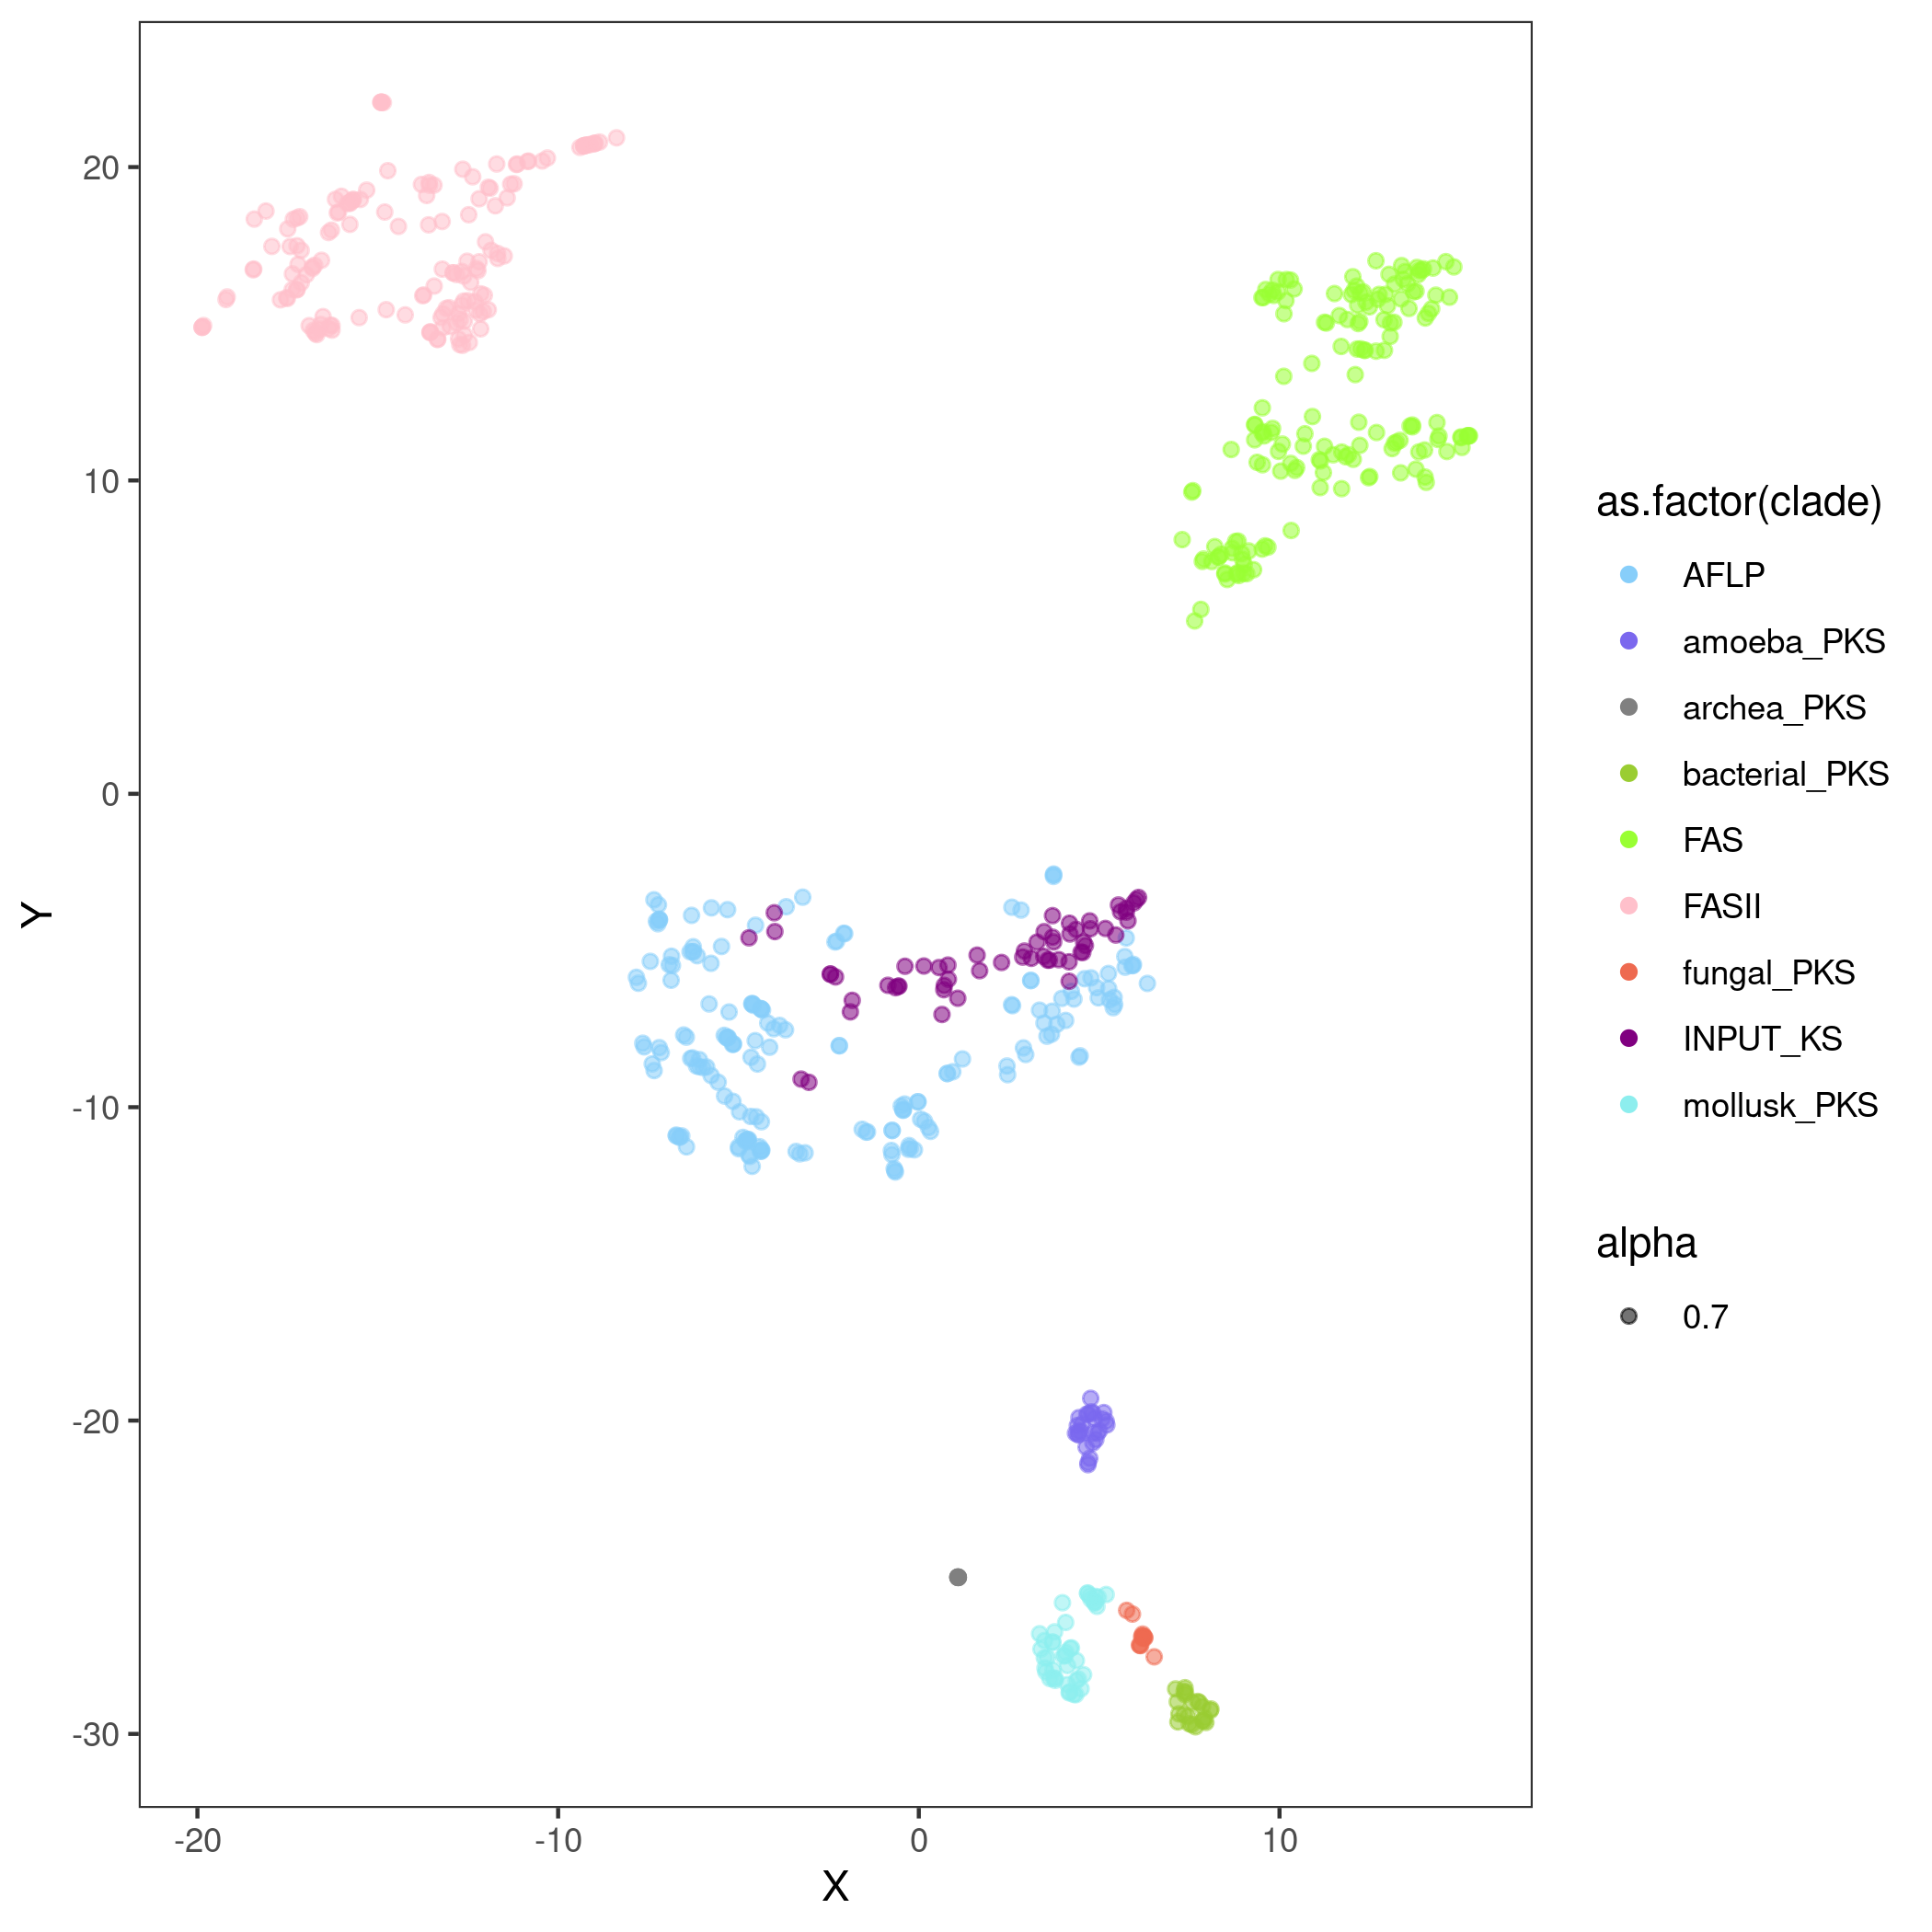 20
10
0
-10
-20
-30
Y
-20
-10
0
10
X
as.factor(clade)
AFLP
amoeba_PKS
archea_PKS
bacterial_PKS
FAS
FASII
fungal_PKS
INPUT_KS
mollusk_PKS
alpha
0.7